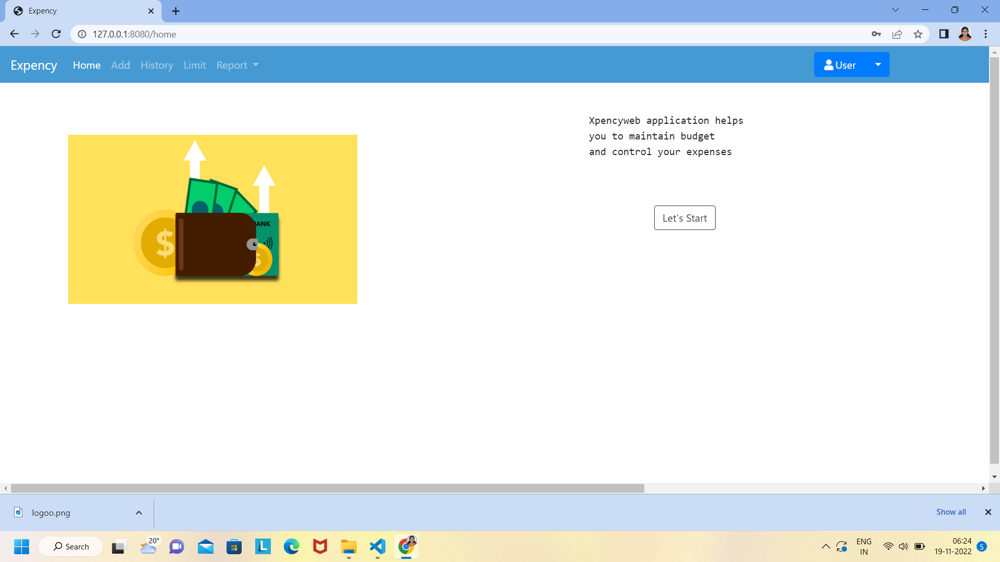 Expency
127.0.0.1:8080/home
Expency Home Add History Limit Report User
Xpencyweb application helps
you to maintain budget
and control your expenses
BANK
$
$
Let's Start
logoo.png
Show all
Search
20°
L
ENG
IN
06:24
19-11-2022
5